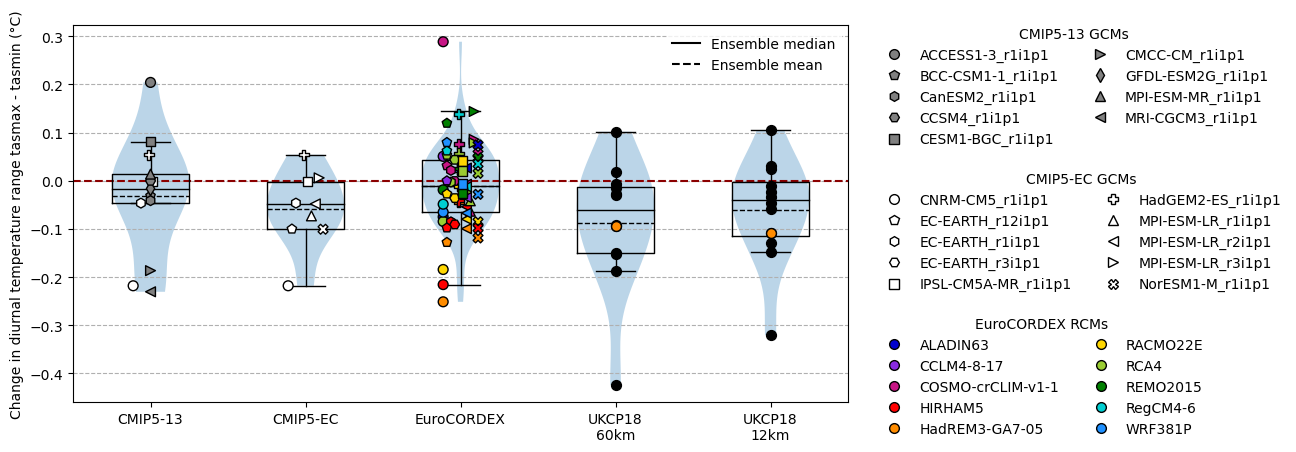 Change in diurnal temperature range tasmax - tasmin (°C)
0.3
0.2
0.1
0.0
−0.1
−0.2
−0.3
−0.4
Ensemble median
Ensemble mean
CMIP5-13
CMIP5-EC
EuroCORDEX
UKCP18
60km
UKCP18
12km
CMIP5-13 GCMs
ACCESS1-3_r1i1p1
BCC-CSM1-1_r1i1p1
CanESM2_r1i1p1
CCSM4_r1i1p1
CESM1-BGC_r1i1p1
CMCC-CM_r1i1p1
GFDL-ESM2G_r1i1p1
MPI-ESM-MR_r1i1p1
MRI-CGCM3_r1i1p1
CMIP5-EC GCMs
CNRM-CM5_r1i1p1
EC-EARTH_r12i1p1
EC-EARTH_r1i1p1
EC-EARTH_r3i1p1
IPSL-CM5A-MR_r1i1p1
HadGEM2-ES_r1i1p1
MPI-ESM-LR_r1i1p1
MPI-ESM-LR_r2i1p1
MPI-ESM-LR_r3i1p1
NorESM1-M_r1i1p1
EuroCORDEX RCMs
ALADIN63
CCLM4-8-17
COSMO-crCLIM-v1-1
HIRHAM5
HadREM3-GA7-05
RACMO22E
RCA4
REMO2015
RegCM4-6
WRF381P